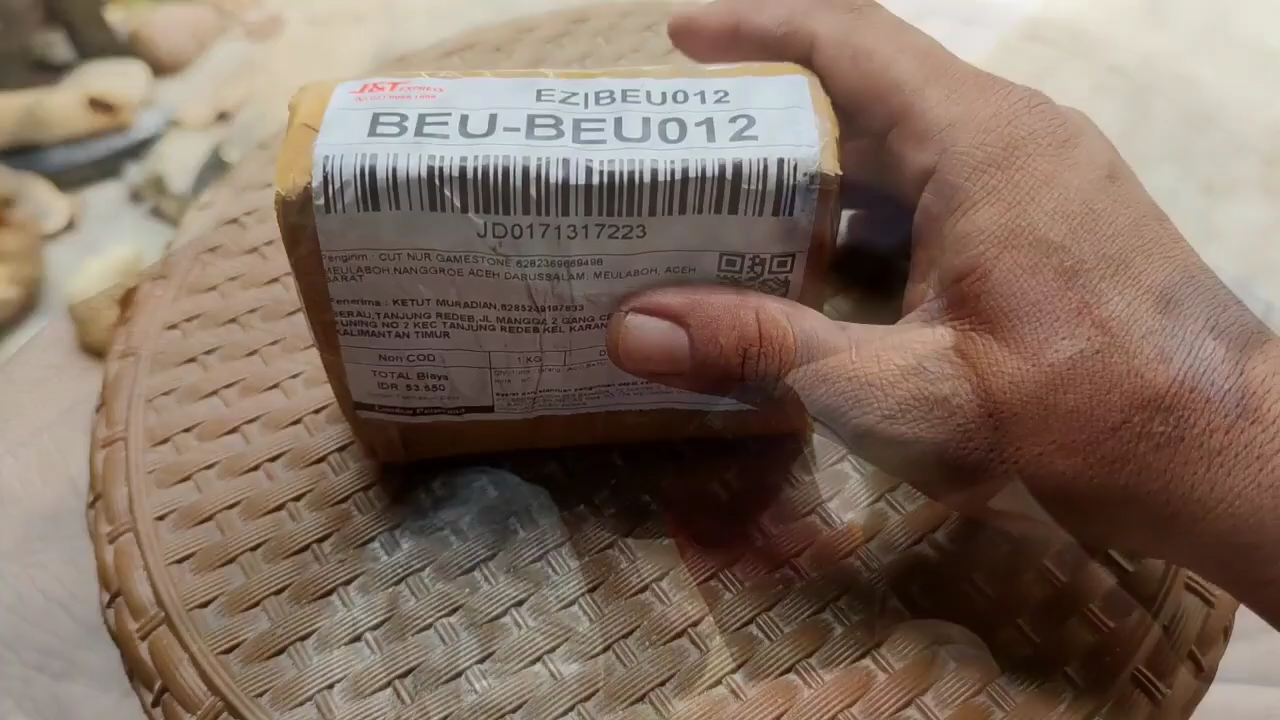 J&T EXPRESS
EZ|BEU012
BEU-BEU012
JD0171317223
Pengirim : CUT NUR GAMESTONE,6282369669498
MEULABOH,NANGGROE ACEH DARUSSALAM, MEULABOH, ACEH
BARAT
Penerima : KETUT MURADIAN,6285249107833
BERAU,TANJUNG REDEB,JL MANGGA 2 GANG
KUNING NO 2 KEC TANJUNG REDEB KEL KARAN
KALIMANTAN TIMUR
Non COD
1 KG
TOTAL Biaya
IDR 53.550